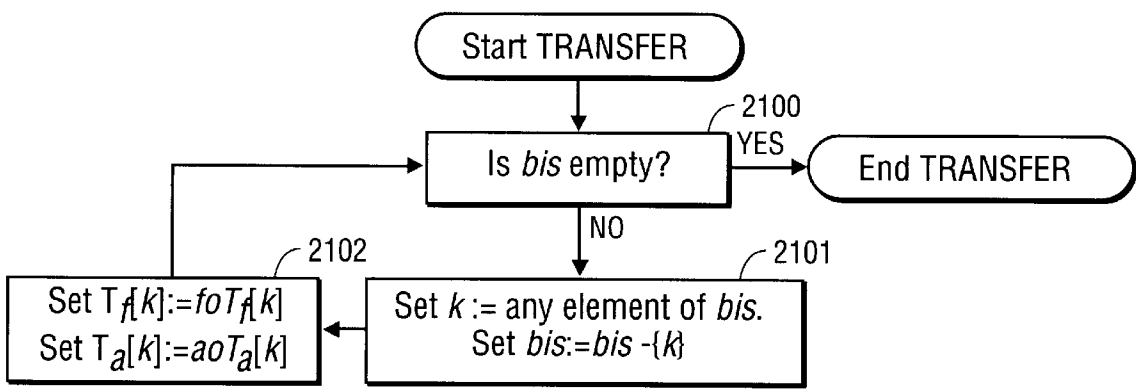 Start TRANSFER
2100
Is bis empty?
YES
End TRANSFER
NO
2101
Set k := any element of bis.
Set bis:=bis -{k}
2102
Set Tf[k]:=foTf[k]
Set Ta[k]:=aoTa[k]